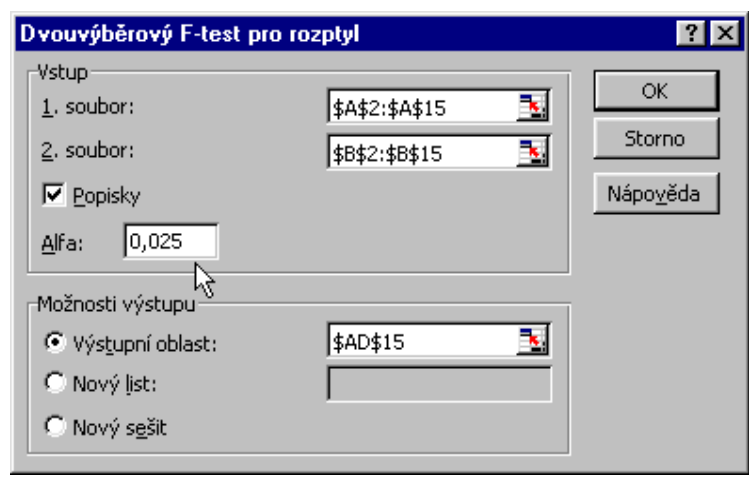 Dvouvýběrový F-test pro rozptyl
Vstup
1. soubor: $A$2:$A$15
2. soubor: $B$2:$B$15
Popisky
Alfa: 0,025
Možnosti výstupu
Výstupní oblast: $AD$15
Nový list:
Nový sešit
OK
Storno
Nápověda